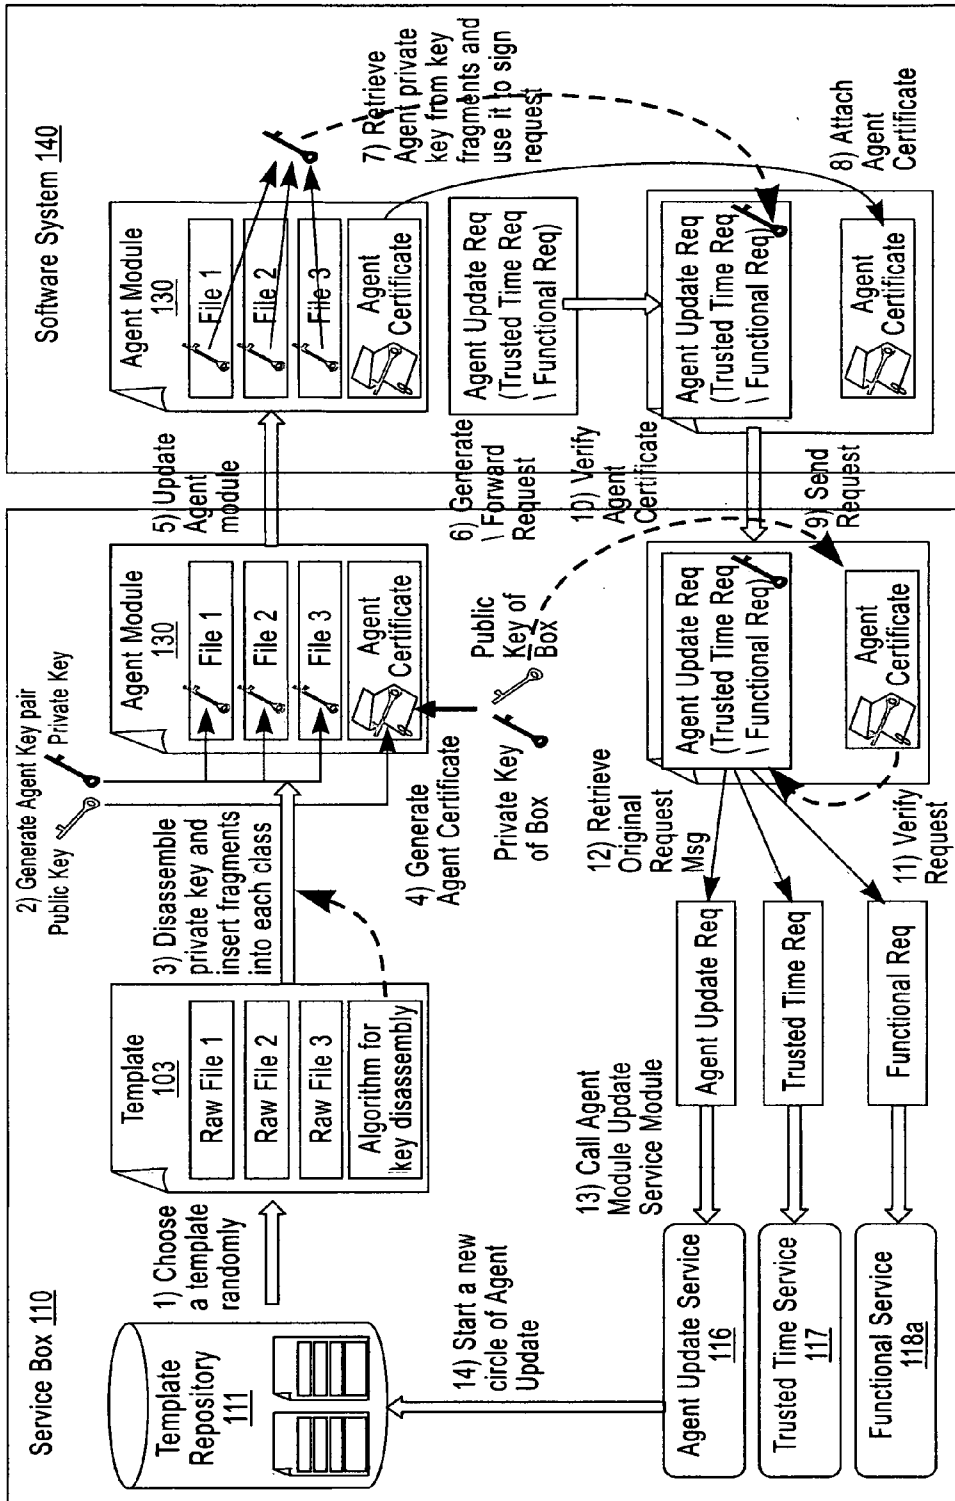 Service Box 110
Software System 140
Template
Repository
111
1) Choose
a template
randomly
Template
103
Raw File 1
Raw File 2
Raw File 3
Algorithm for
key disassembly
2) Generate Agent Key pair
Public Key
Private Key
3) Disassemble
private key and
insert fragments
into each class
Agent Module
130
File 1
File 2
File 3
Agent
Certificate
4) Generate
Agent Certificate
Private Key
of Box
Public
Key of
Box
5) Update
Agent
module
Agent Module
130
File 1
File 2
File 3
Agent
Certificate
6) Generate
\ Forward
Request
Agent Update Req
(Trusted Time Req
\ Functional Req)
7) Retrieve
Agent private
key from key
fragments and
use it to sign
request
8) Attach
Agent
Certificate
Agent Update Req
(Trusted Time Req
\ Functional Req)
Agent
Certificate
9) Send
Request
10) Verify
Agent
Certificate
Agent Update Req
(Trusted Time Req
\ Functional Req)
Agent
Certificate
11) Verify
Request
12) Retrieve
Original
Request
Msg
Agent Update Req
Trusted Time Req
Functional Req
13) Call Agent
Module Update
Service Module
Agent Update Service
116
Trusted Time Service
117
Functional Service
118a
14) Start a new
circle of Agent
Update